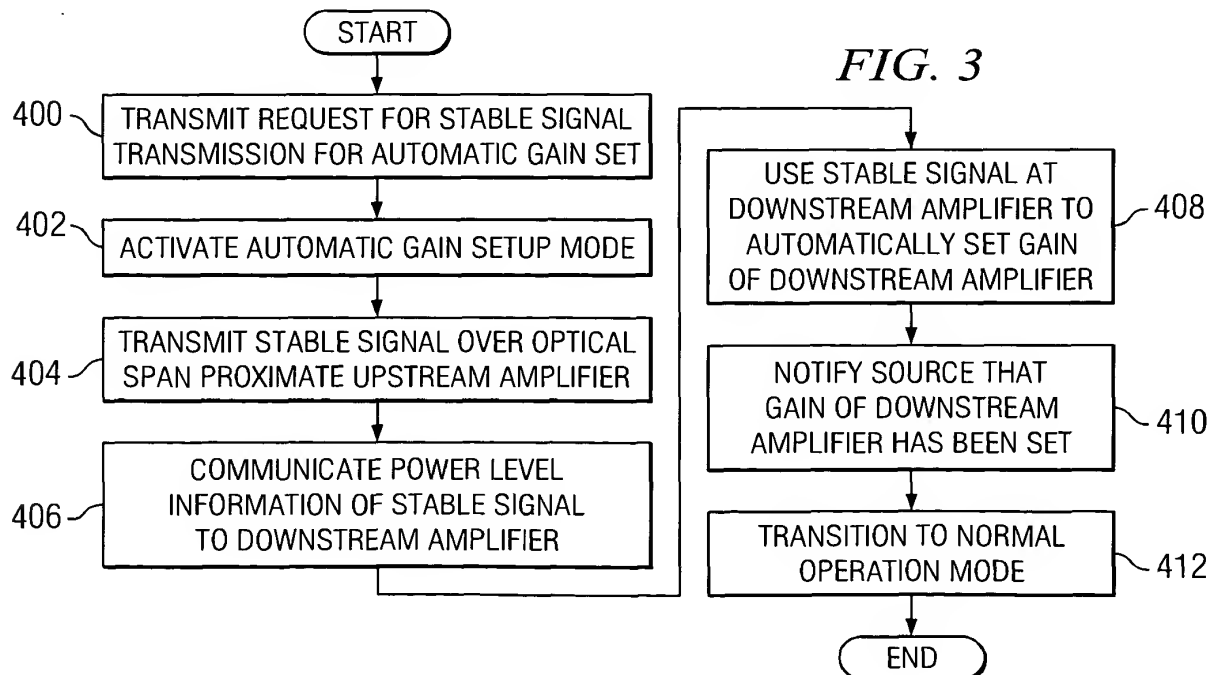 START
FIG. 3
400
TRANSMIT REQUEST FOR STABLE SIGNAL
TRANSMISSION FOR AUTOMATIC GAIN SET
402
ACTIVATE AUTOMATIC GAIN SETUP MODE
404
TRANSMIT STABLE SIGNAL OVER OPTICAL
SPAN PROXIMATE UPSTREAM AMPLIFIER
406
COMMUNICATE POWER LEVEL
INFORMATION OF STABLE SIGNAL
TO DOWNSTREAM AMPLIFIER
USE STABLE SIGNAL AT
DOWNSTREAM AMPLIFIER TO
AUTOMATICALLY SET GAIN
OF DOWNSTREAM AMPLIFIER
408
NOTIFY SOURCE THAT
GAIN OF DOWNSTREAM
AMPLIFIER HAS BEEN SET
410
TRANSITION TO NORMAL
OPERATION MODE
412
END